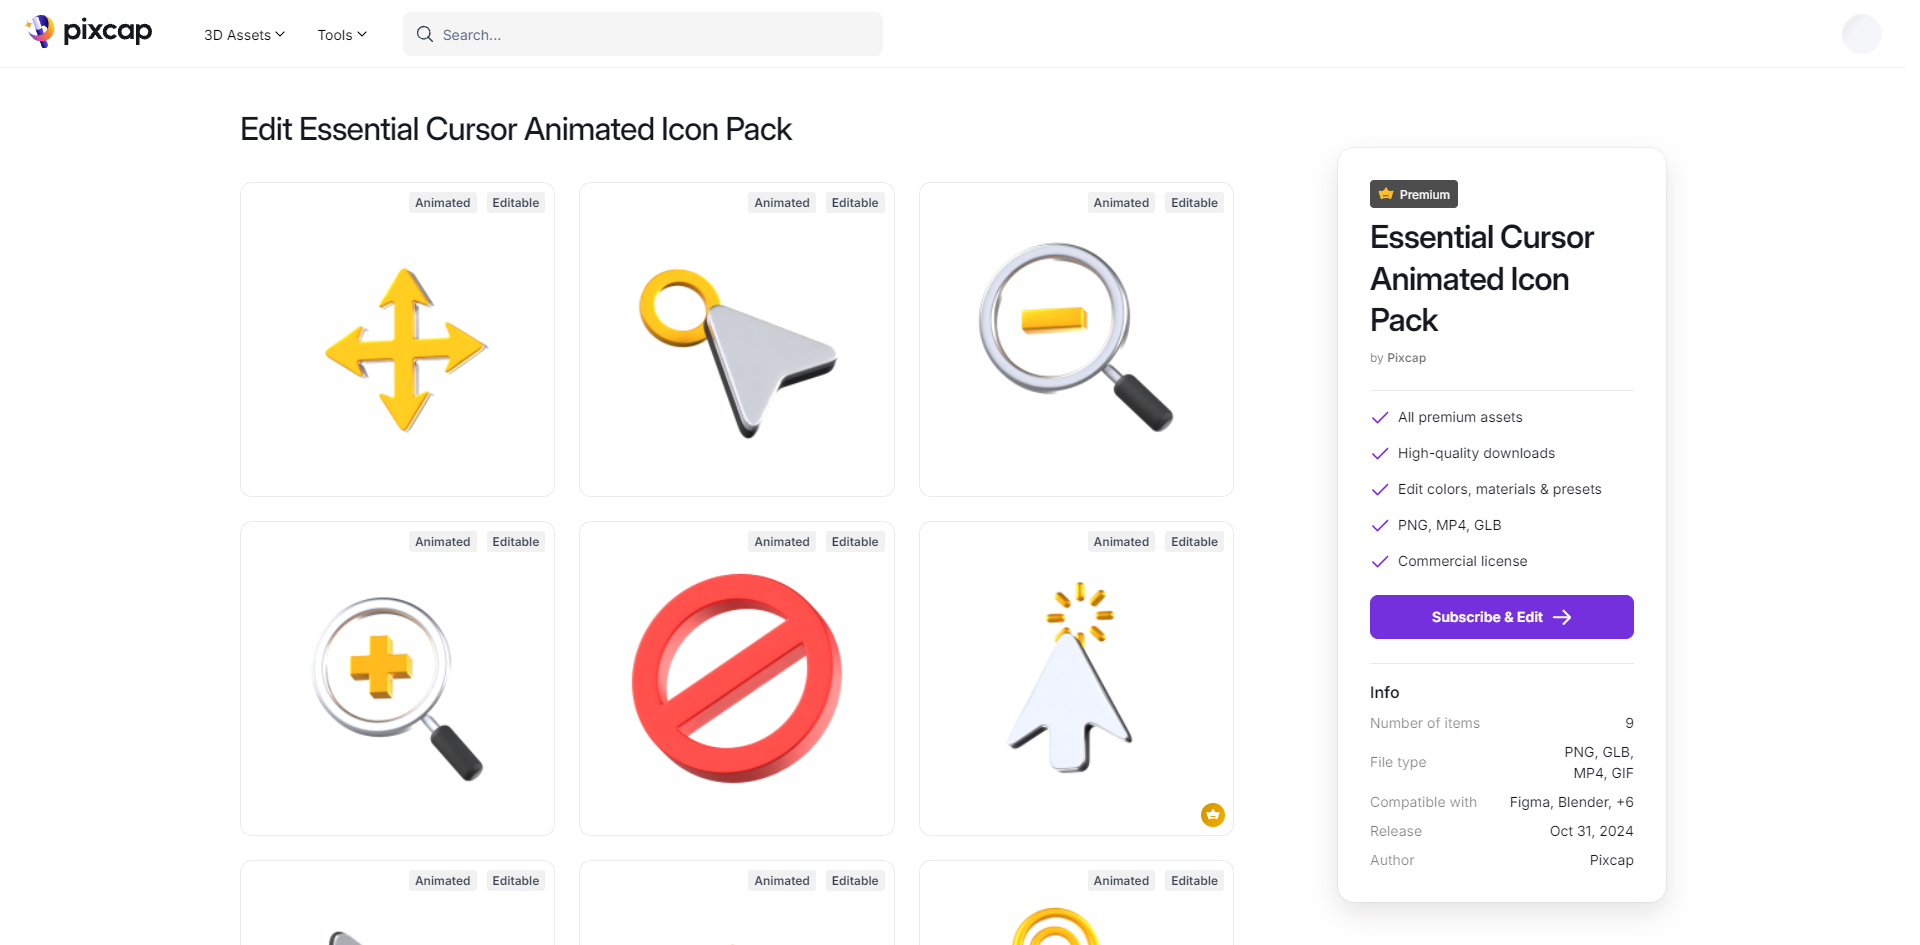 pixcap
3D Assets
Tools
Search...
Edit Essential Cursor Animated Icon Pack
Animated Editable
Animated Editable
Animated Editable
Animated Editable
Animated Editable
Animated Editable
Animated Editable
Animated Editable
Animated Editable
Premium
Essential Cursor
Animated Icon
Pack
by Pixcap
All premium assets
High-quality downloads
Edit colors, materials & presets
PNG, MP4, GLB
Commercial license
Subscribe & Edit
Info
Number of items 9
File type PNG, GLB,
MP4, GIF
Compatible with Figma, Blender, +6
Release Oct 31, 2024
Author Pixcap